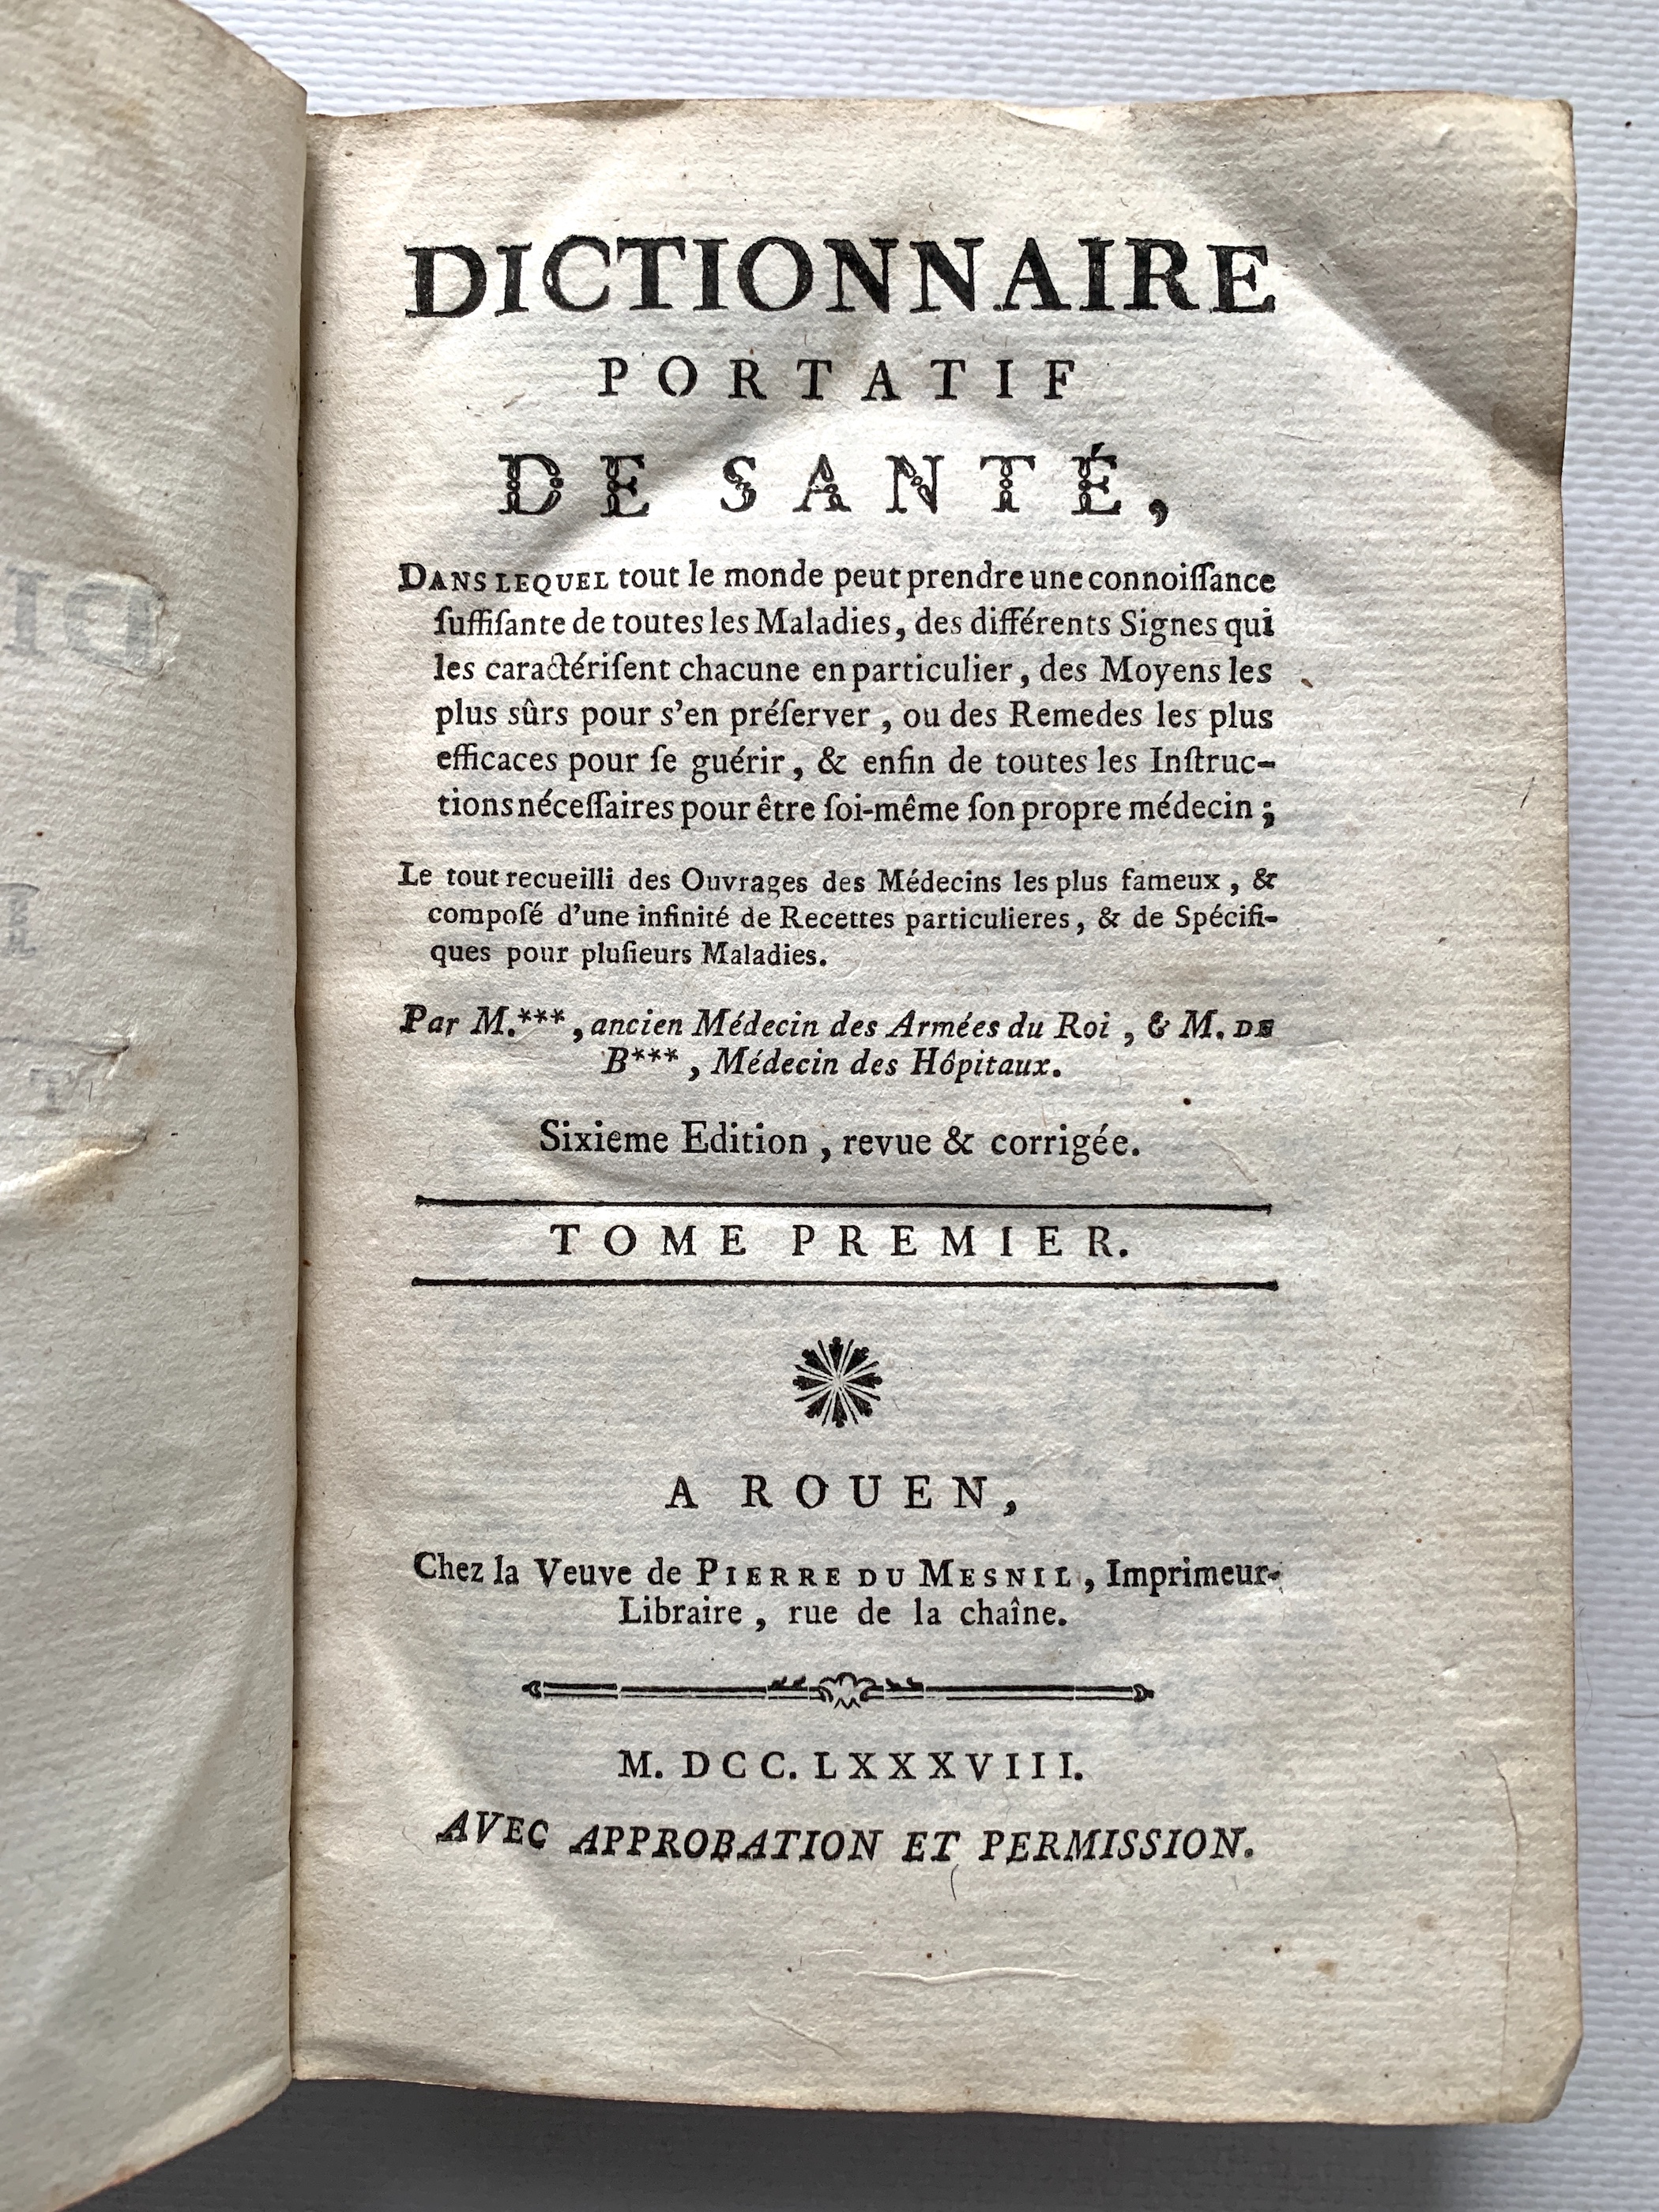 DICTIONNAIRE
PORTATIF
DE SANTÉ,
DANS LEQUEL tout le monde peut prendre une connoiſſance
ſuffiſante de toutes les Maladies, des différents Signes qui
les caractériſent chacune en particulier, des Moyens les
plus sûrs pour s'en préſerver, ou des Remedes les plus
efficaces pour ſe guérir, & enfin de toutes les Inſtruc-
tions néceſſaires pour être ſoi-même ſon propre médecin;
Le tout recueilli des Ouvrages des Médecins les plus fameux, &
compoſé d'une infinité de Recettes particulieres, & de Spécifi-
ques pour pluſieurs Maladies.
Par M.***, ancien Médecin des Armées du Roi, & M. DE
B***, Médecin des Hôpitaux.
Sixieme Edition, revue & corrigée.
TOME PREMIER.
A ROUEN,
Chez la Veuve de PIERRE DU MESNIL, Imprimeur-
Libraire, rue de la chaîne.
M. DCC. LXXXVIII.
AVEC APPROBATION ET PERMISSION.